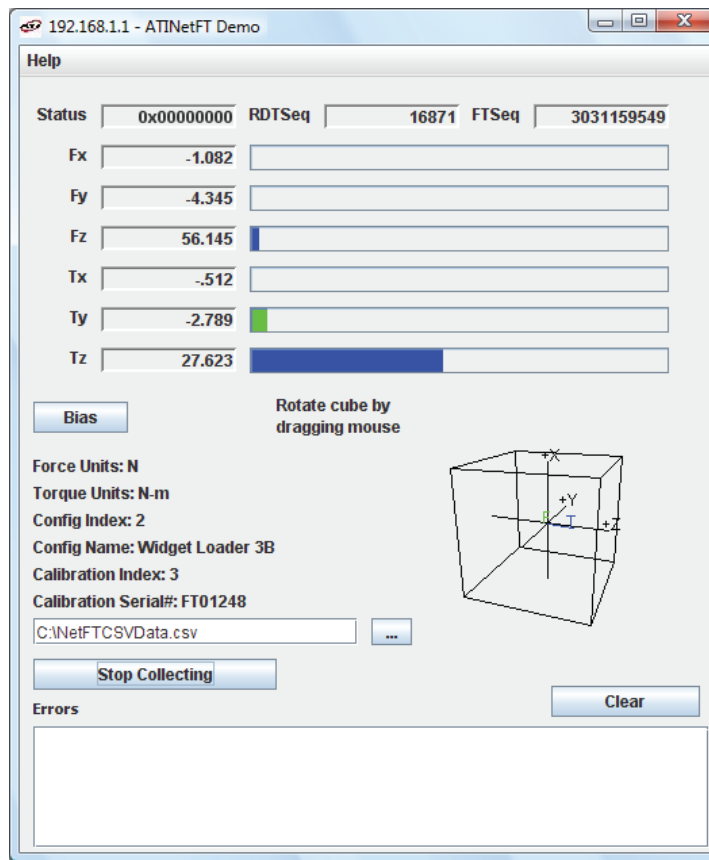 192.168.1.1 - ATINetFT Demo
Help
Status 0x00000000 RDTSeq 16871 FTSeq 3031159549
Fx -1.082
Fy -4.345
Fz 56.145
Tx -.512
Ty -2.789
Tz 27.623
Bias
Rotate cube by
dragging mouse
Force Units: N
Torque Units: N-m
Config Index: 2
Config Name: Widget Loader 3B
Calibration Index: 3
Calibration Serial#: FT01248
+X
+Y
F T +Z
C:\NetFTCSVData.csv ...
Stop Collecting
Clear
Errors